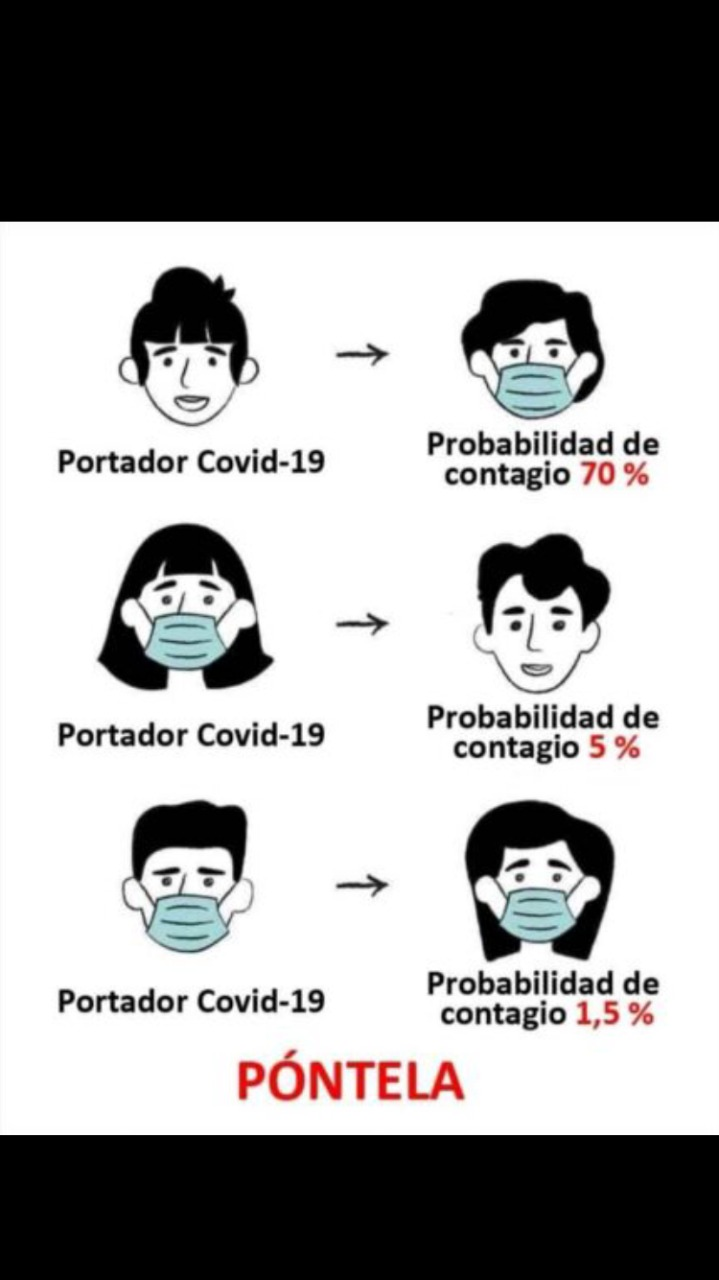 Portador Covid-19
Probabilidad de
contagio 70 %
Portador Covid-19
Probabilidad de
contagio 5 %
Portador Covid-19
Probabilidad de
contagio 1,5 %
PÓNTELA